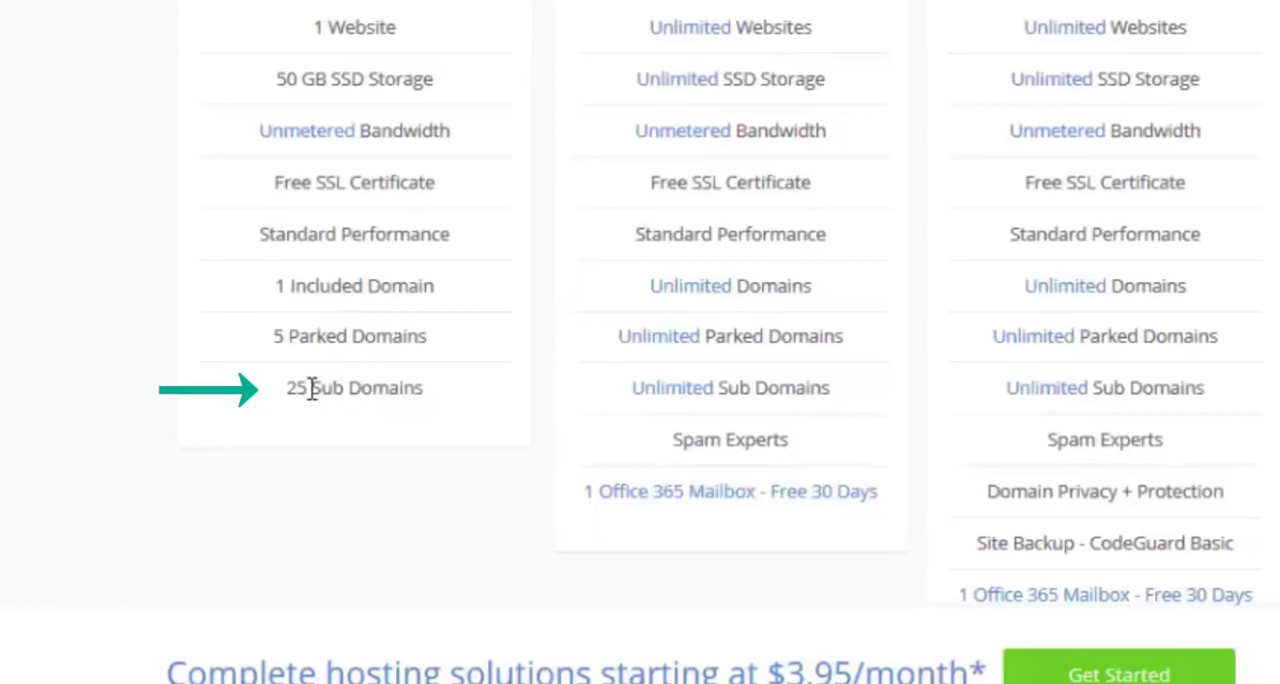 1 Website
50 GB SSD Storage
Unmetered Bandwidth
Free SSL Certificate
Standard Performance
1 Included Domain
5 Parked Domains
25 Sub Domains
Unlimited Websites
Unlimited SSD Storage
Unmetered Bandwidth
Free SSL Certificate
Standard Performance
Unlimited Domains
Unlimited Parked Domains
Unlimited Sub Domains
Spam Experts
1 Office 365 Mailbox - Free 30 Days
Unlimited Websites
Unlimited SSD Storage
Unmetered Bandwidth
Free SSL Certificate
Standard Performance
Unlimited Domains
Unlimited Parked Domains
Unlimited Sub Domains
Spam Experts
Domain Privacy + Protection
Site Backup - CodeGuard Basic
1 Office 365 Mailbox - Free 30 Days
Complete hosting solutions starting at $3.95/month*
Get Started